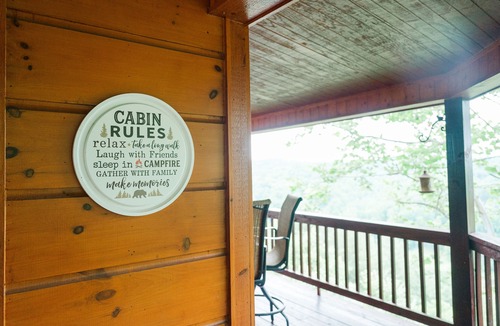 CABIN
RULES
relax • take a long walk
Laugh with Friends
sleep in CAMPFIRE
GATHER WITH FAMILY
make memories